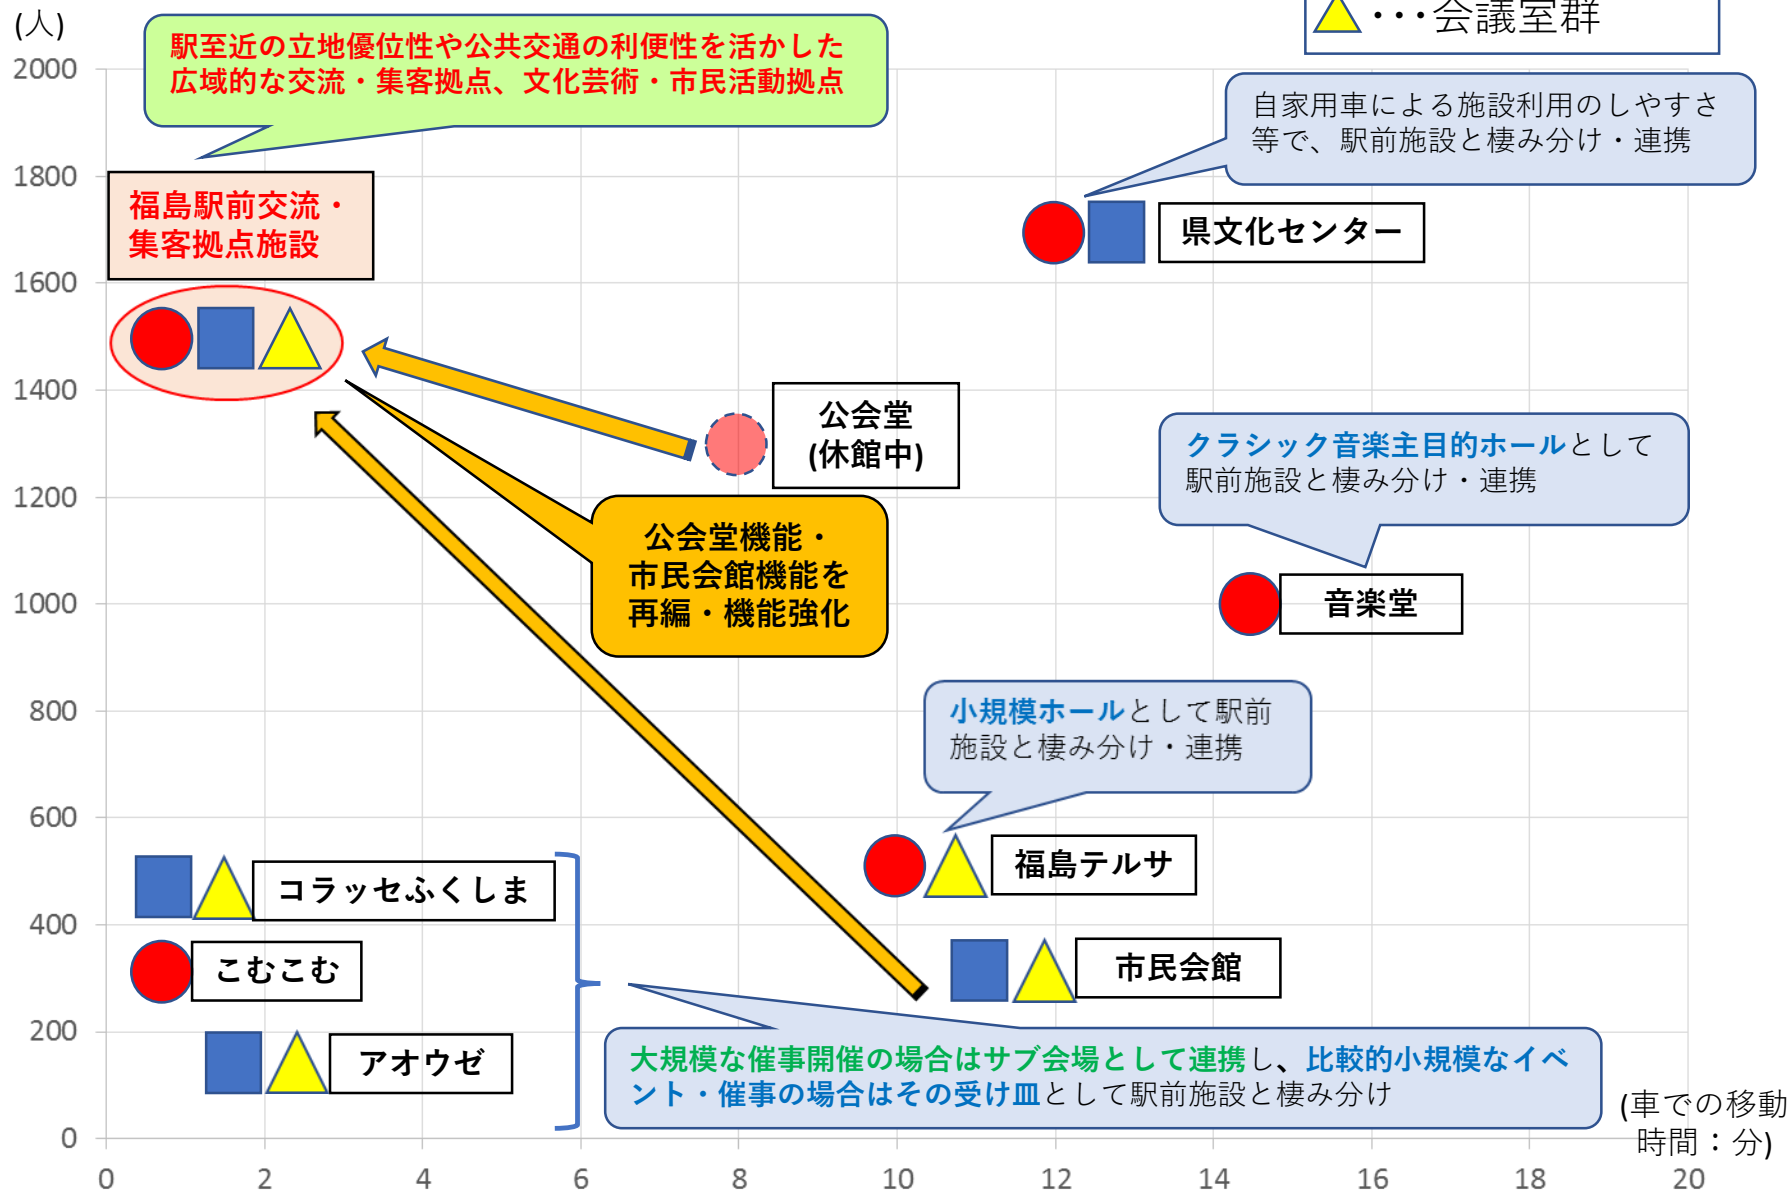 (人)
・・・会議室群
駅至近の立地優位性や公共交通の利便性を活かした
広域的な交流・集客拠点、文化芸術・市民活動拠点
自家用車による施設利用のしやすさ
等で、駅前施設と棲み分け・連携
福島駅前交流・
集客拠点施設
県文化センター
公会堂
(休館中)
クラシック音楽主目的ホールとして
駅前施設と棲み分け・連携
公会堂機能・
市民会館機能を
再編・機能強化
音楽堂
小規模ホールとして駅前
施設と棲み分け・連携
福島テルサ
コラッセふくしま
こむこむ
市民会館
アオウゼ
大規模な催事開催の場合はサブ会場として連携し、比較的小規模なイベ
ント・催事の場合はその受け皿として駅前施設と棲み分け
(車での移動
時間：分)
2000
1800
1600
1400
1200
1000
800
600
400
200
0
0 2 4 6 8 10 12 14 16 18 20